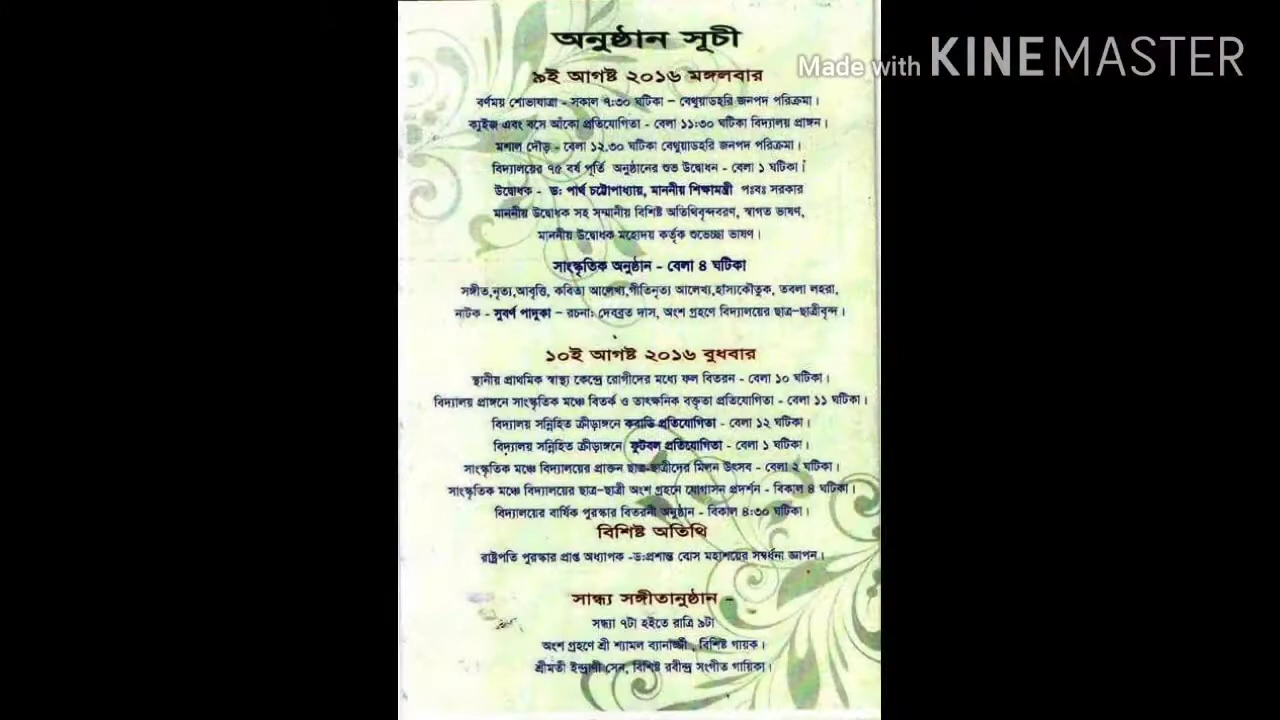 অনুষ্ঠান সূচী
Made with KINEMASTER
৯ই আগষ্ট ২০১৬ মঙ্গলবার
বর্ণময় শোভাযাত্রা - সকাল ৭:৩০ ঘটিকা – বেথুয়াডহরি জনপদ পরিক্রমা।
ক্যুইজ এবং বসে আঁকো প্রতিযোগিতা - বেলা ১১:৩০ ঘটিকা বিদ্যালয় প্রাঙ্গন।
মশাল দৌড় - বেলা ১২.৩০ ঘটিকা বেথুয়াডহরি জনপদ পরিক্রমা।
বিদ্যালয়ের ৭৫ বর্ষ পূর্তি অনুষ্ঠানের শুভ উদ্বোধন - বেলা ১ ঘটিকা।
উদ্বোধক - ডঃ পার্থ চট্টোপাধ্যায়, মাননীয় শিক্ষামন্ত্রী পঃবঃ সরকার
মাননীয় উদ্বোধক সহ সম্মানীয় বিশিষ্ট অতিথিবৃন্দবরণ, স্বাগত ভাষণ,
মাননীয় উদ্বোধক মহোদয় কর্তৃক শুভেচ্ছা ভাষণ।
সাংস্কৃতিক অনুষ্ঠান - বেলা ৪ ঘটিকা
সঙ্গীত,নৃত্য,আবৃত্তি, কবিতা আলেখ্য,গীতিনৃত্য আলেখ্য,হাস্যকৌতুক, তবলা লহরা,
নাটক - সুবর্ণ পাদুকা – রচনাঃ দেবব্রত দাস, অংশ গ্রহণে বিদ্যালয়ের ছাত্র-ছাত্রীবৃন্দ।
১০ই আগষ্ট ২০১৬ বুধবার
স্থানীয় প্রাথমিক স্বাস্থ্য কেন্দ্রে রোগীদের মধ্যে ফল বিতরন - বেলা ১০ ঘটিকা।
বিদ্যালয় প্রাঙ্গনে সাংস্কৃতিক মঞ্চে বিতর্ক ও তাৎক্ষনিক বক্তৃতা প্রতিযোগিতা - বেলা ১১ ঘটিকা।
বিদ্যালয় সন্নিহিত ক্রীড়াঙ্গনে কবাডি প্রতিযোগিতা - বেলা ১২ ঘটিকা।
বিদ্যালয় সন্নিহিত ক্রীড়াঙ্গনে ফুটবল প্রতিযোগিতা - বেলা ১ ঘটিকা।
সাংস্কৃতিক মঞ্চে বিদ্যালয়ের প্রাক্তন ছাত্র-ছাত্রীদের মিলন উৎসব - বেলা ২ ঘটিকা।
সাংস্কৃতিক মঞ্চে বিদ্যালয়ের ছাত্র-ছাত্রী অংশ গ্রহনে যোগাসন প্রদর্শন - বিকাল ৪ ঘটিকা।
বিদ্যালয়ের বার্ষিক পুরস্কার বিতরনী অনুষ্ঠান - বিকাল ৪:৩০ ঘটিকা।
বিশিষ্ট অতিথি
রাষ্ট্রপতি পুরস্কার প্রাপ্ত অধ্যাপক -ডঃপ্রশান্ত বোস মহাশয়ের সম্বর্ধনা জ্ঞাপন।
সান্ধ্য সঙ্গীতানুষ্ঠান –
সন্ধ্যা ৭টা হইতে রাত্রি ৯টা
অংশ গ্রহণে শ্রী শ্যামল ব্যানার্জ্জী , বিশিষ্ট গায়ক।
শ্রীমতী ইন্দ্রাণী সেন, বিশিষ্ট রবীন্দ্র সংগীত গায়িকা।